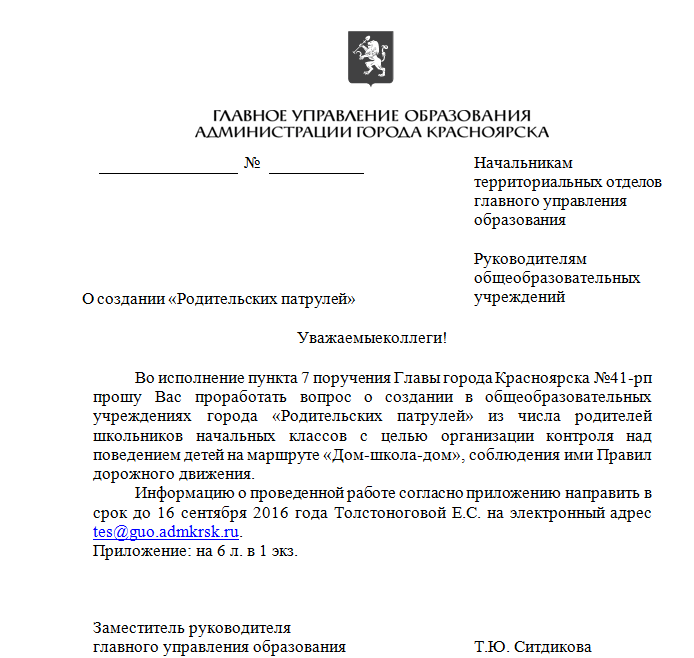 ГЛАВНОЕ УПРАВЛЕНИЕ ОБРАЗОВАНИЯ
АДМИНИСТРАЦИИ ГОРОДА КРАСНОЯРСКА
№
Начальникам
территориальных отделов
главного управления
образования
Руководителям
общеобразовательных
учреждений
О создании «Родительских патрулей»
Уважаемыеколлеги!
Во исполнение пункта 7 поручения Главы города Красноярска №41-рп
прошу Вас проработать вопрос о создании в общеобразовательных
учреждениях города «Родительских патрулей» из числа родителей
школьников начальных классов с целью организации контроля над
поведением детей на маршруте «Дом-школа-дом», соблюдения ими Правил
дорожного движения.
Информацию о проведенной работе согласно приложению направить в
срок до 16 сентября 2016 года Толстоноговой Е.С. на электронный адрес
tes@guo.admkrsk.ru.
Приложение: на 6 л. в 1 экз.
Заместитель руководителя
главного управления образования Т.Ю. Ситдикова